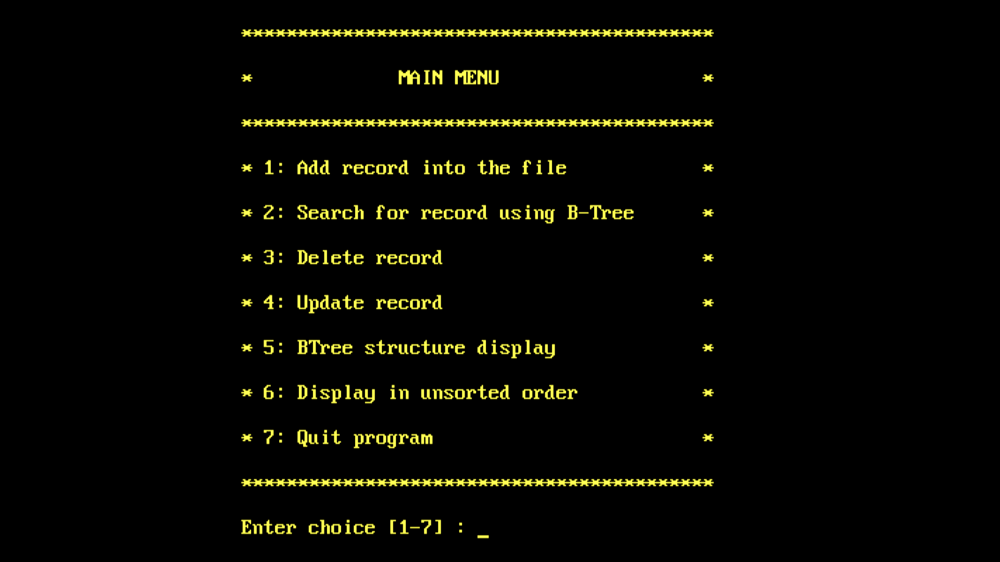 ******************************************
* MAIN MENU *
******************************************
* 1: Add record into the file *
* 2: Search for record using B-Tree *
* 3: Delete record *
* 4: Update record *
* 5: BTree structure display *
* 6: Display in unsorted order *
* 7: Quit program *
******************************************
Enter choice [1-7] : _